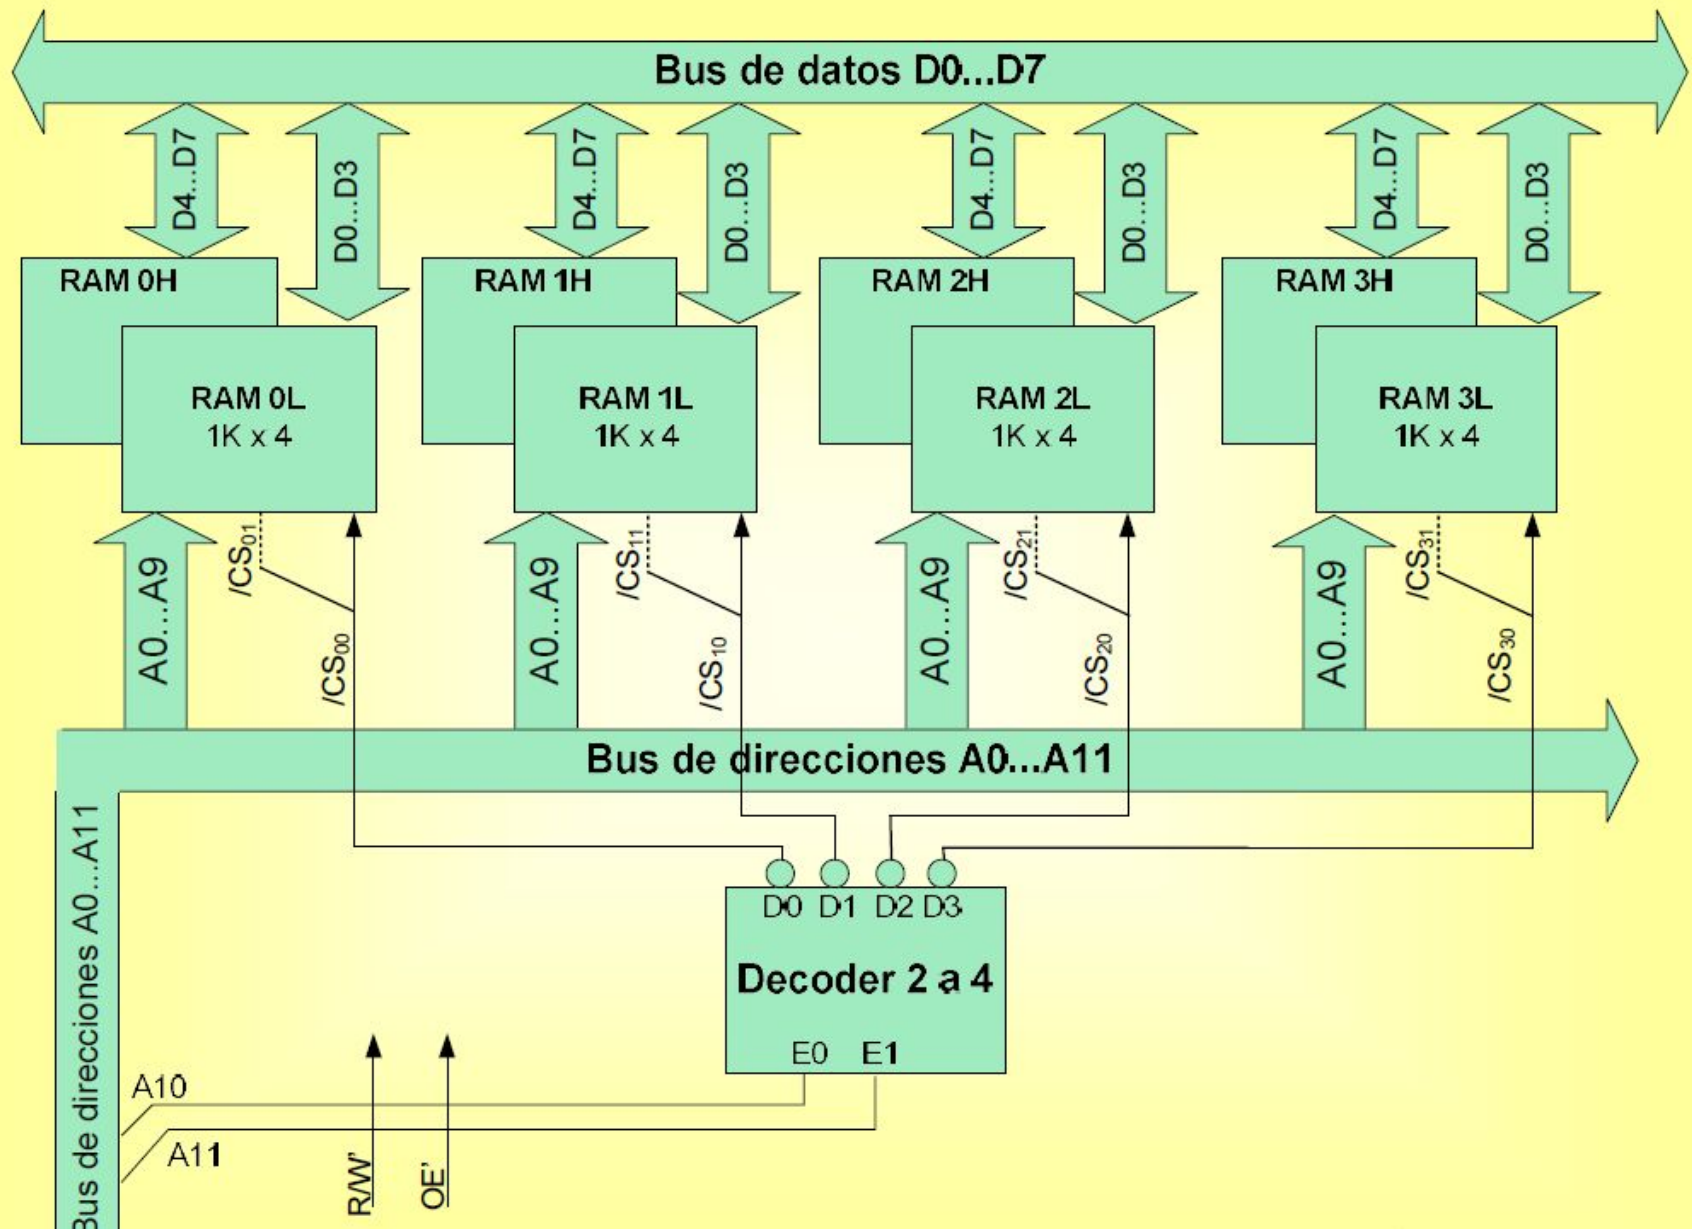 Bus de datos D0...D7
D4...D7
D0...D3
D4...D7
D0...D3
D4...D7
D0...D3
D4...D7
D0...D3
RAM 0H
RAM 1H
RAM 2H
RAM 3H
RAM 0L
1K x 4
RAM 1L
1K x 4
RAM 2L
1K x 4
RAM 3L
1K x 4
A0...A9
/CS01
/CS00
A0...A9
/CS11
/CS10
A0...A9
/CS21
/CS20
A0...A9
/CS31
/CS30
Bus de direcciones A0...A11
Bus de direcciones A0...A11
D0 D1 D2 D3
Decoder 2 a 4
E0 E1
A10
A11
R/W'
OE'